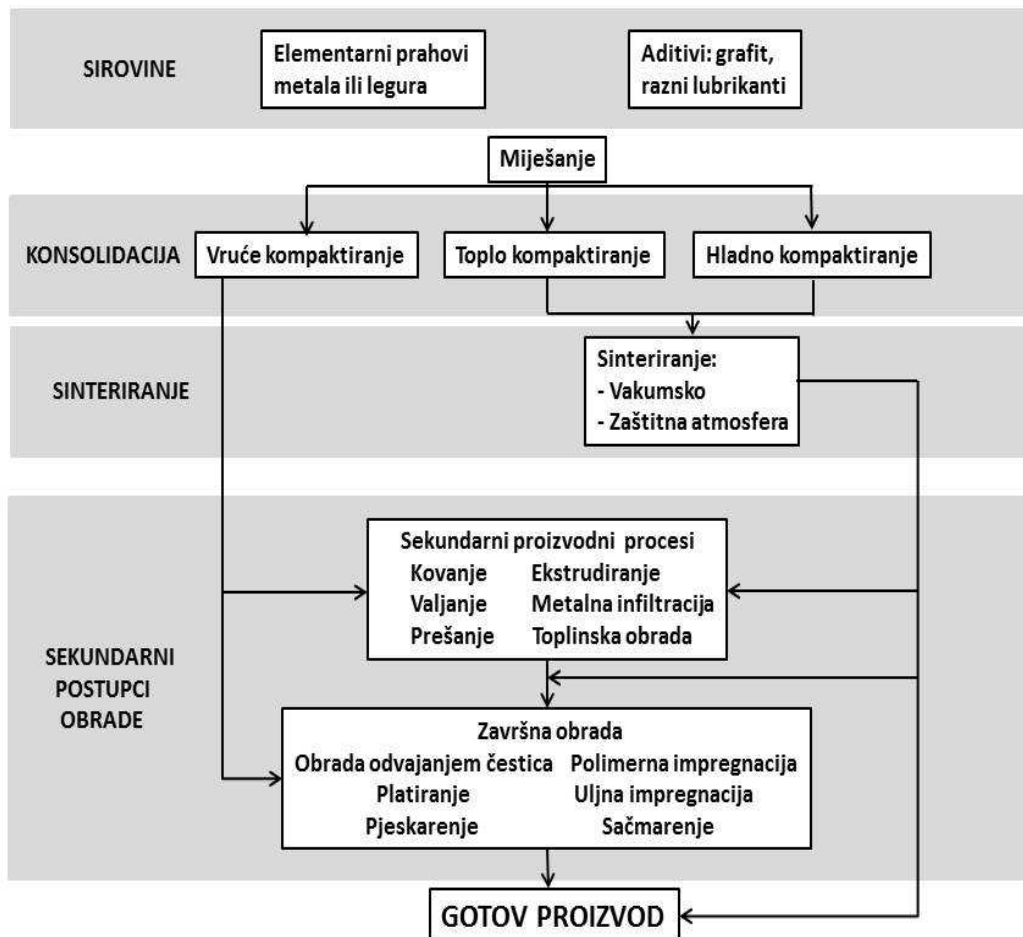 SIROVINE
Elementarni prahovi
metala ili legura
Aditivi: grafit,
razni lubrikanti
Miješanje
KONSOLIDACIJA
Vruće kompaktiranje
Toplo kompaktiranje
Hladno kompaktiranje
SINTERIRANJE
Sinteriranje:
- Vakumsko
- Zaštitna atmosfera
SEKUNDARNI
POSTUPCI
OBRADE
Sekundarni proizvodni procesi
Kovanje Ekstrudiranje
Valjanje Metalna infiltracija
Prešanje Toplinska obrada
Završna obrada
Obrada odvajanjem čestica Polimerna impregnacija
Platiranje Uljna impregnacija
Pjeskarenje Sačmarenje
GOTOV PROIZVOD